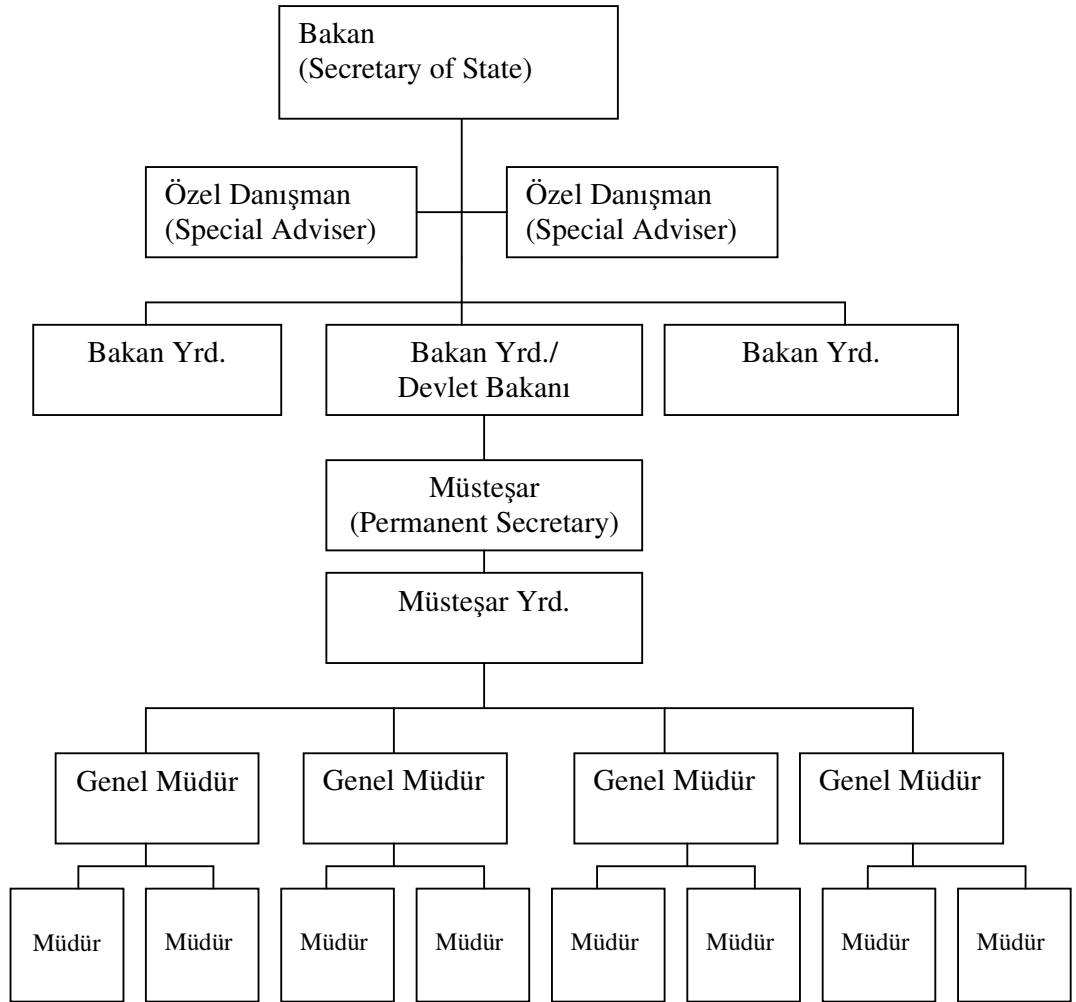 Bakan
(Secretary of State)
Özel Danışman
(Special Adviser)
Özel Danışman
(Special Adviser)
Bakan Yrd.
Bakan Yrd./
Devlet Bakanı
Bakan Yrd.
Müsteşar
(Permanent Secretary)
Müsteşar Yrd.
Genel Müdür
Genel Müdür
Genel Müdür
Genel Müdür
Müdür
Müdür
Müdür
Müdür
Müdür
Müdür
Müdür
Müdür